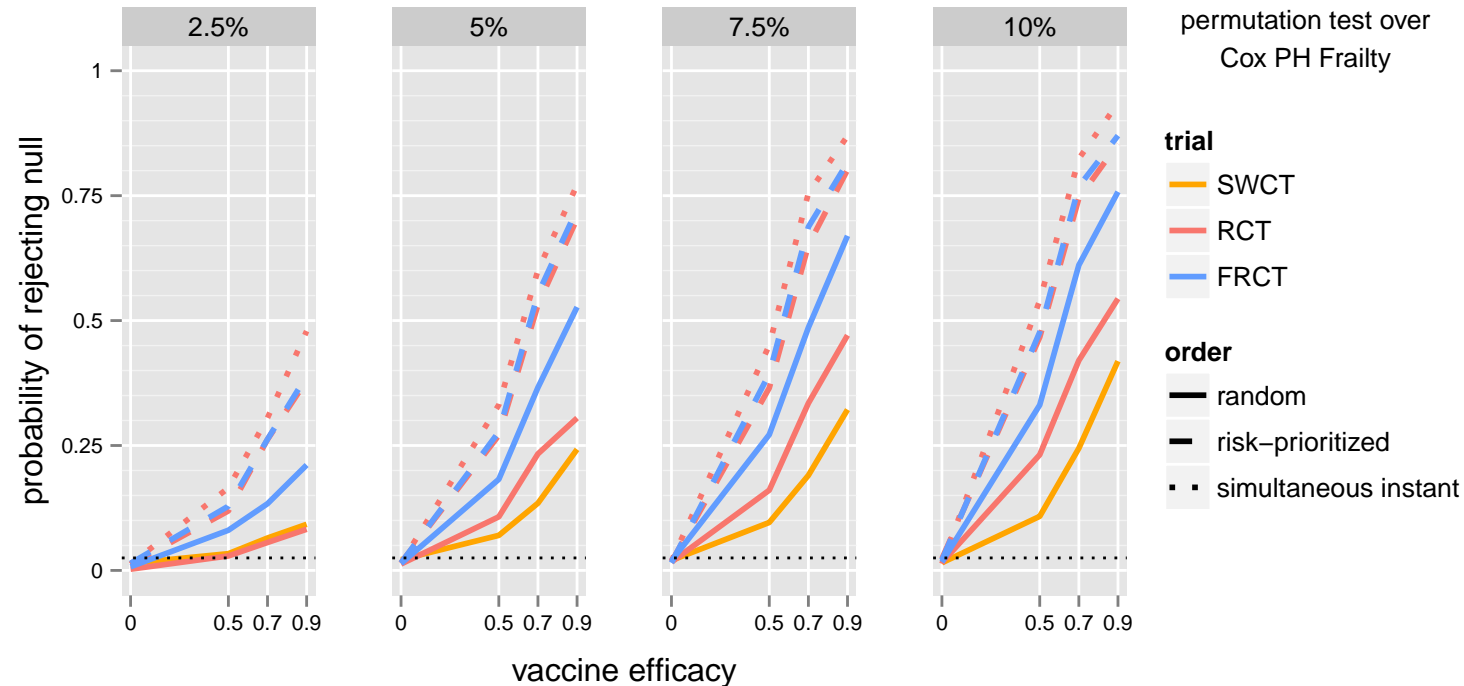 2.5%
5%
7.5%
10%
permutation test over
Cox PH Frailty
probability of rejecting null
1
0.75
0.5
0.25
0
0 0.5 0.7 0.9
0 0.5 0.7 0.9
0 0.5 0.7 0.9
0 0.5 0.7 0.9
vaccine efficacy
trial
SWCT
RCT
FRCT
order
random
risk−prioritized
simultaneous instant